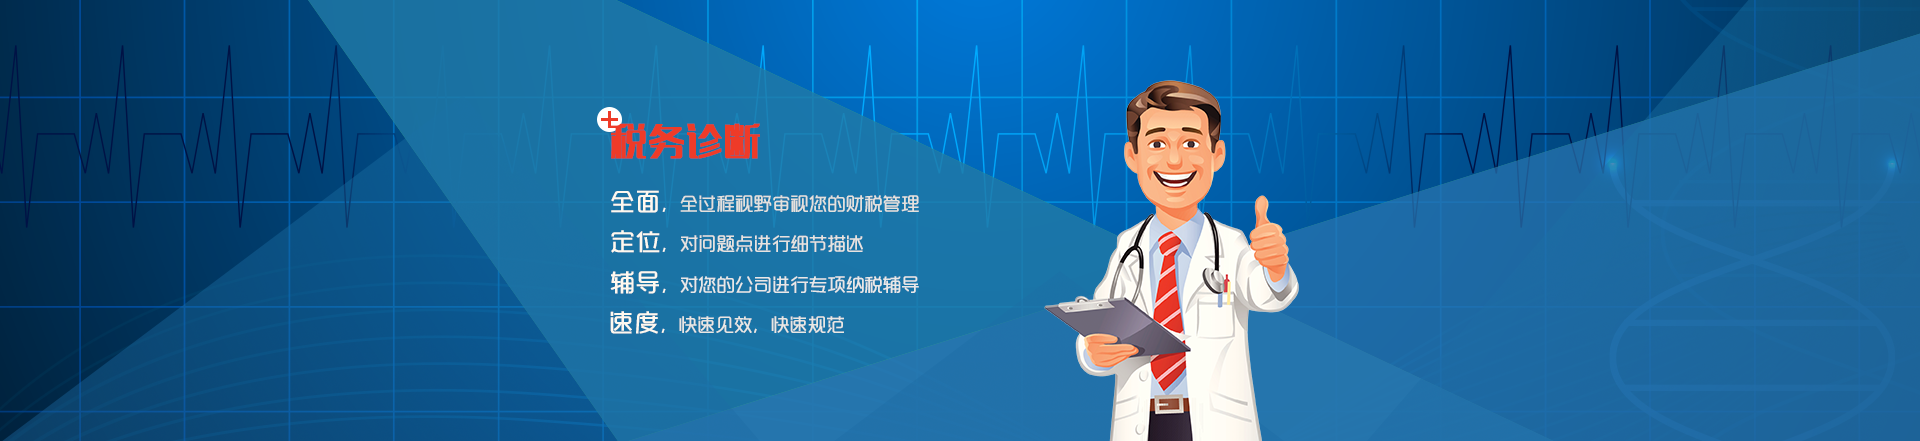 税务诊断
全面，全过程视野审视您的财税管理
定位，对问题点进行细节描述
辅导，对您的公司进行专项纳税辅导
速度，快速见效，快速规范